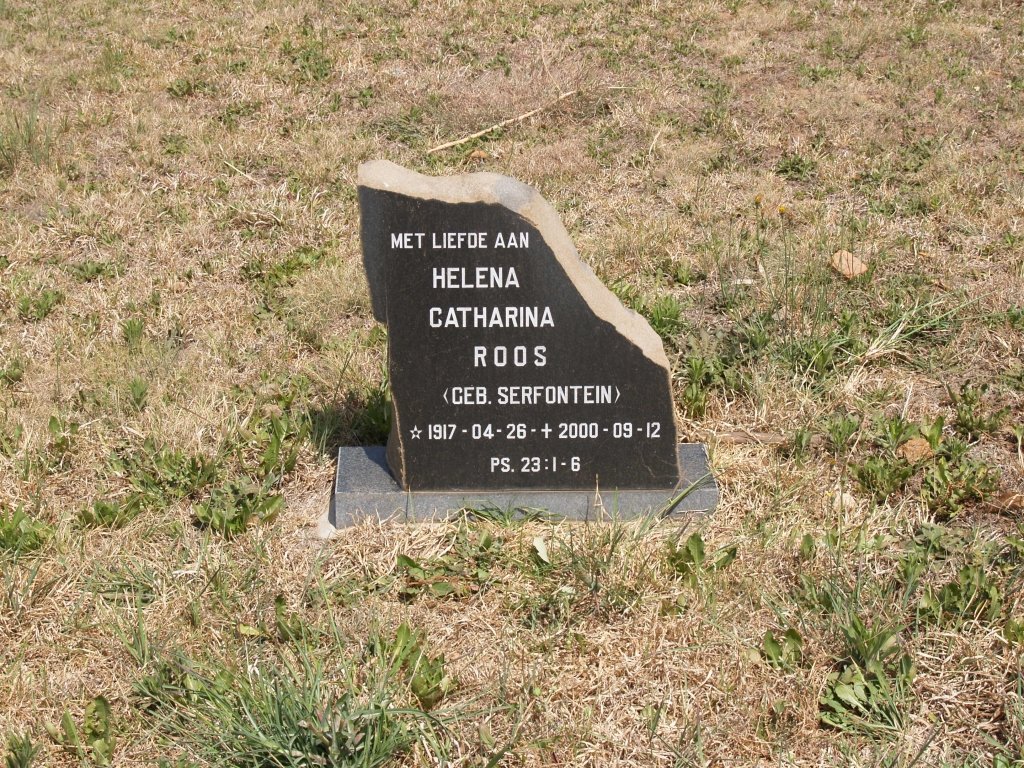 MET LIEFDE AAN
HELENA
CATHARINA
ROOS
(GEB. SERFONTEIN)
☆ 1917-04-26-✝ 2000-09-12
PS. 23:1-6